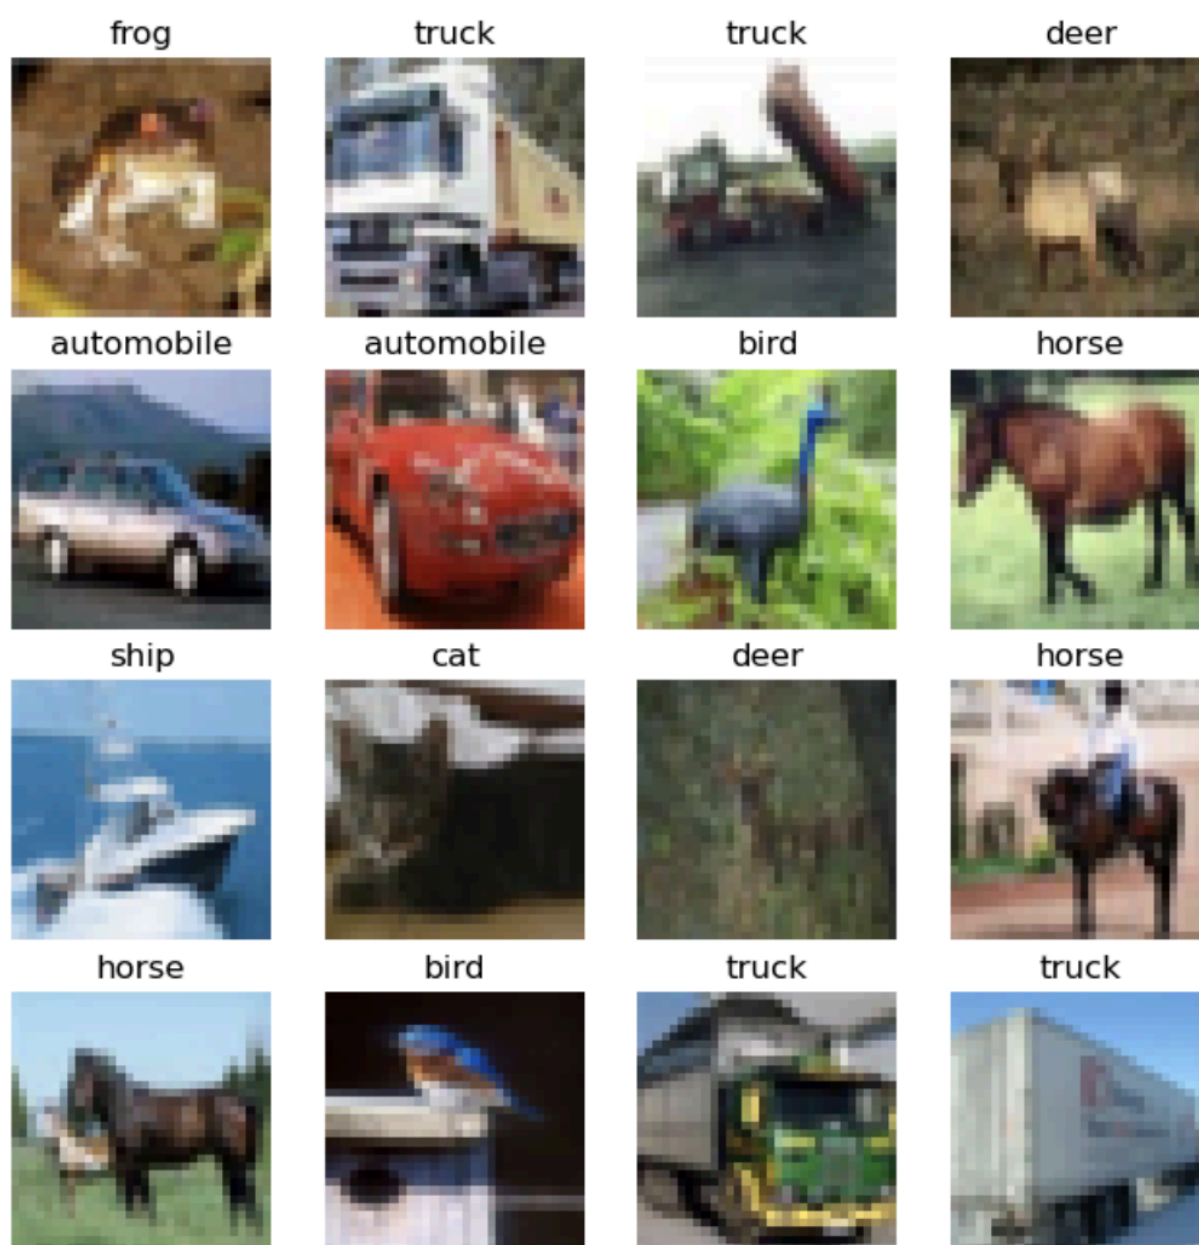 frog truck truck deer
automobile automobile bird horse
ship cat deer horse
horse bird truck truck